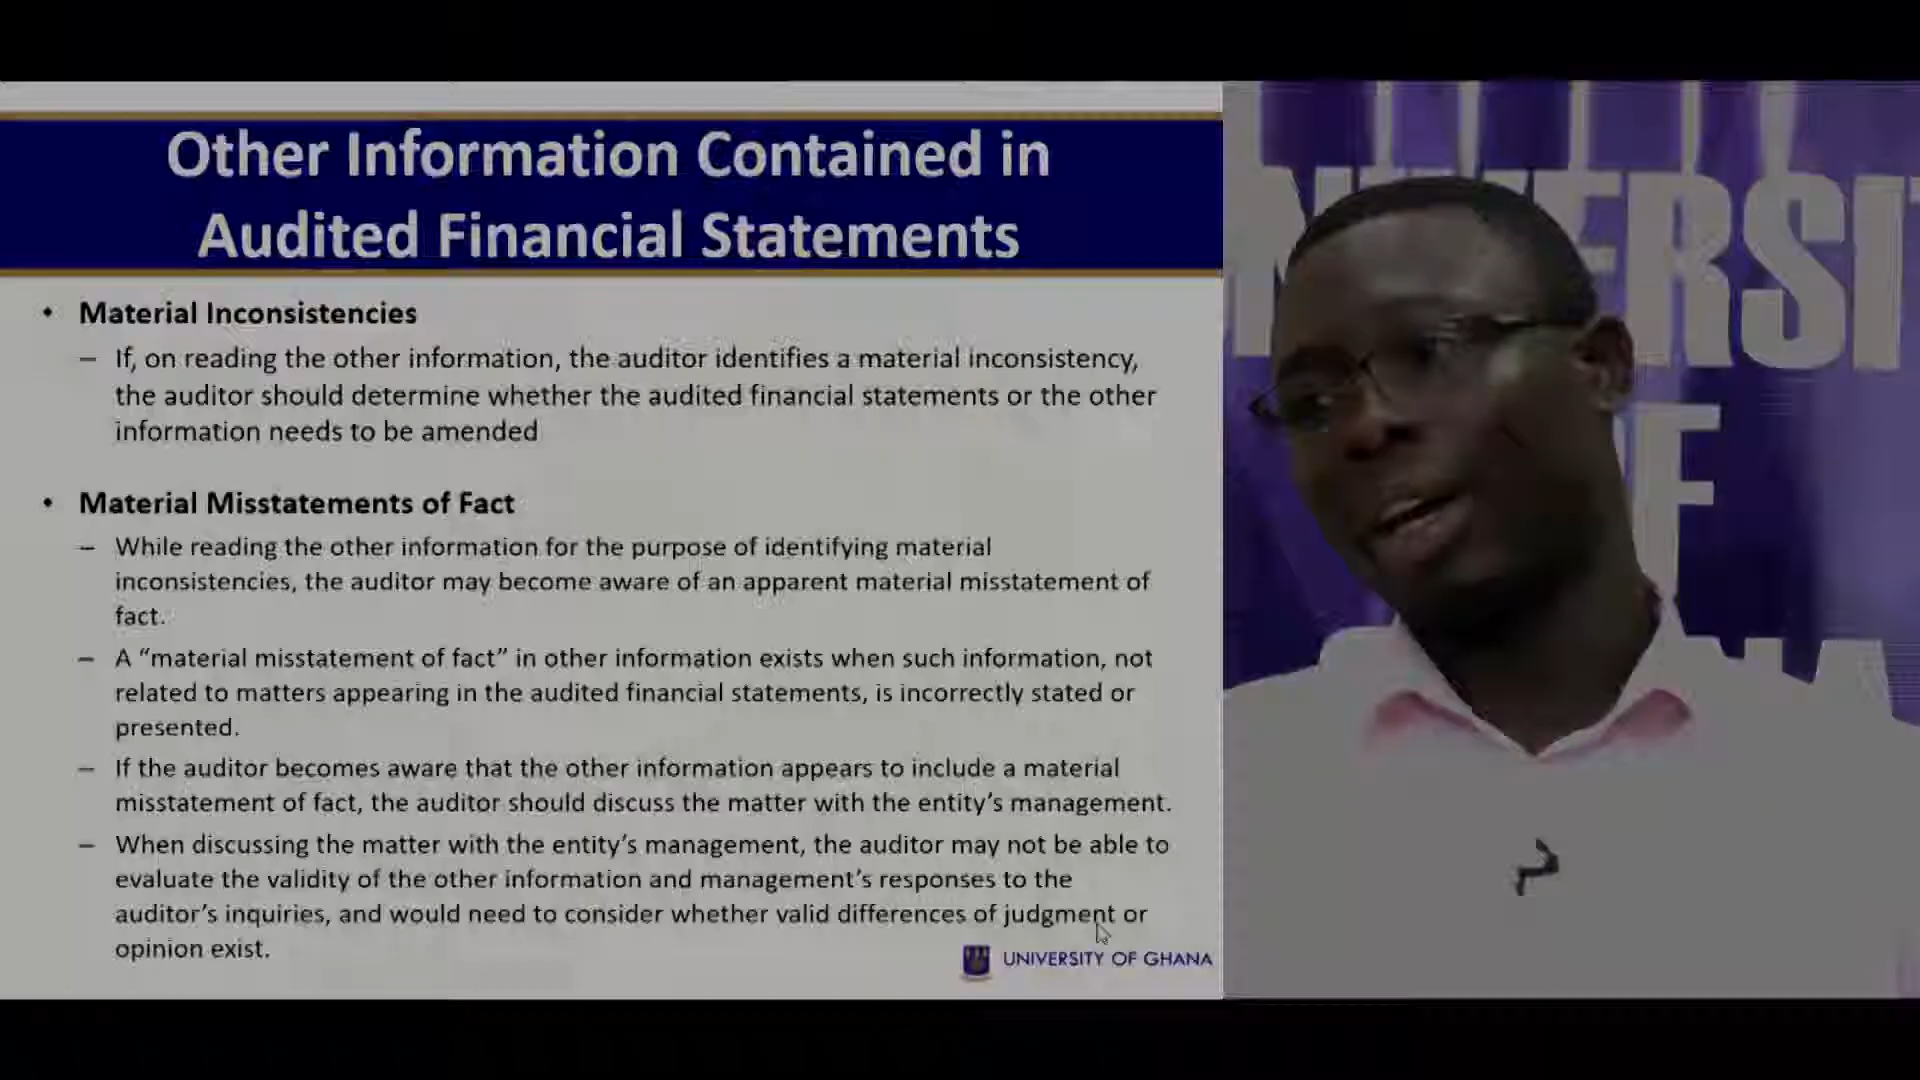 Other Information Contained in
Audited Financial Statements
• Material Inconsistencies
– If, on reading the other information, the auditor identifies a material inconsistency,
the auditor should determine whether the audited financial statements or the other
information needs to be amended
• Material Misstatements of Fact
– While reading the other information for the purpose of identifying material
inconsistencies, the auditor may become aware of an apparent material misstatement of
fact.
– A “material misstatement of fact” in other information exists when such information, not
related to matters appearing in the audited financial statements, is incorrectly stated or
presented.
– If the auditor becomes aware that the other information appears to include a material
misstatement of fact, the auditor should discuss the matter with the entity’s management.
– When discussing the matter with the entity’s management, the auditor may not be able to
evaluate the validity of the other information and management’s responses to the
auditor’s inquiries, and would need to consider whether valid differences of judgment or
opinion exist.
UNIVERSITY OF GHANA